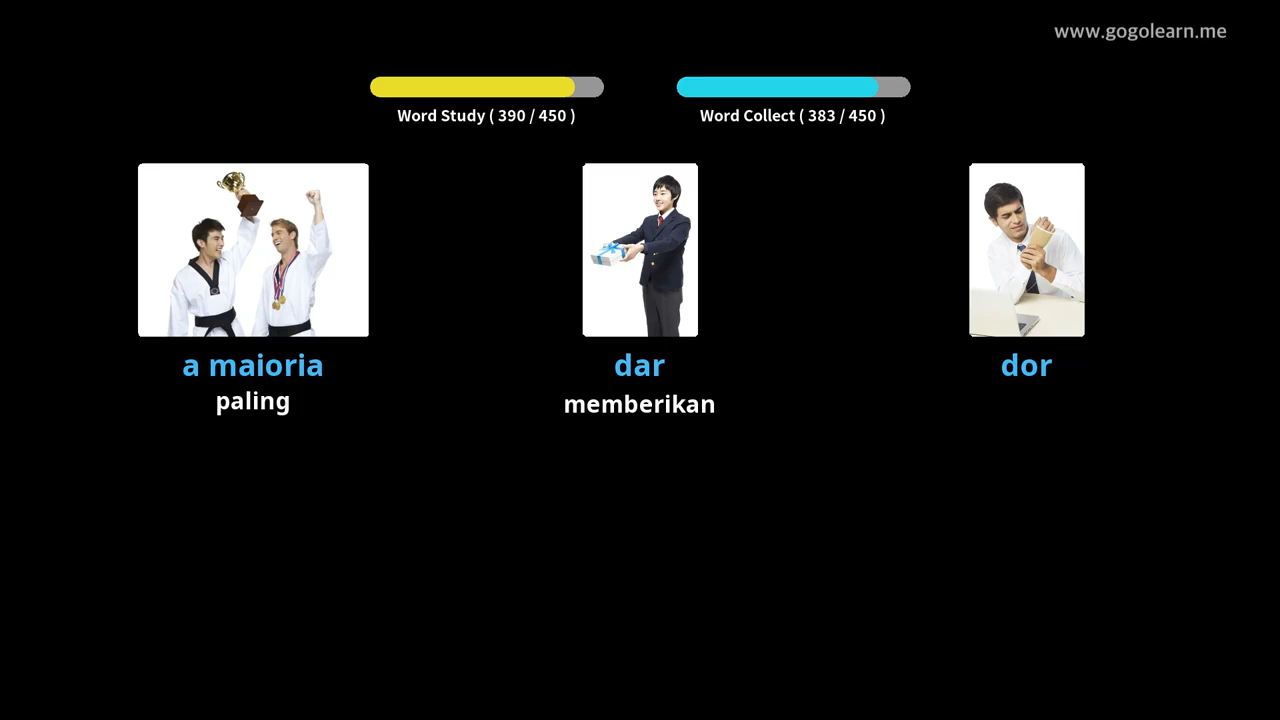 www.gogolearn.me
Word Study ( 390 / 450 )
Word Collect ( 383 / 450 )
a maioria
paling
dar
memberikan
dor